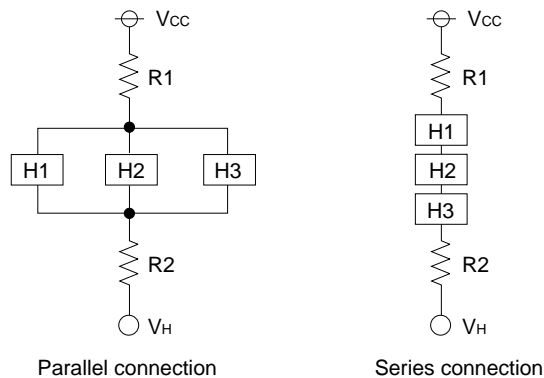 VCC VCC
R1 R1
H1 H2 H3 H1
H2
H3
R2 R2
VH VH
Parallel connection Series connection